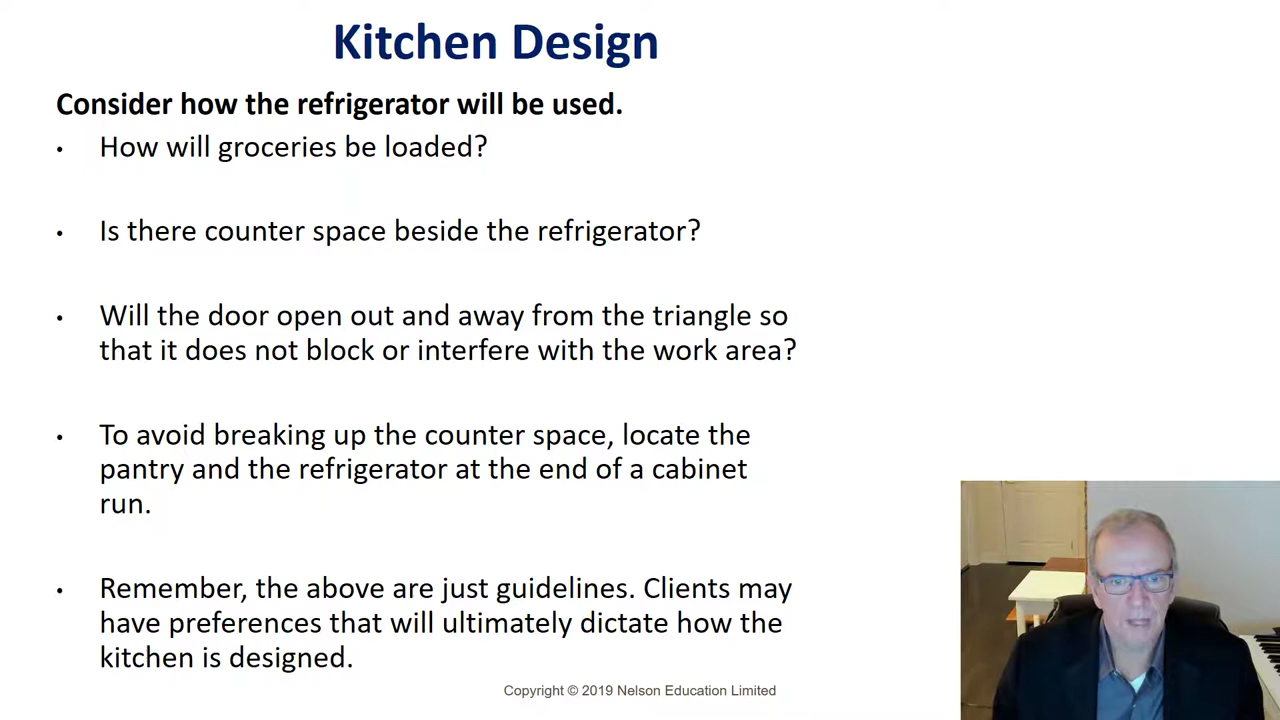 Kitchen Design
Consider how the refrigerator will be used.
• How will groceries be loaded?
• Is there counter space beside the refrigerator?
• Will the door open out and away from the triangle so
that it does not block or interfere with the work area?
• To avoid breaking up the counter space, locate the
pantry and the refrigerator at the end of a cabinet
run.
• Remember, the above are just guidelines. Clients may
have preferences that will ultimately dictate how the
kitchen is designed.
Copyright © 2019 Nelson Education Limited